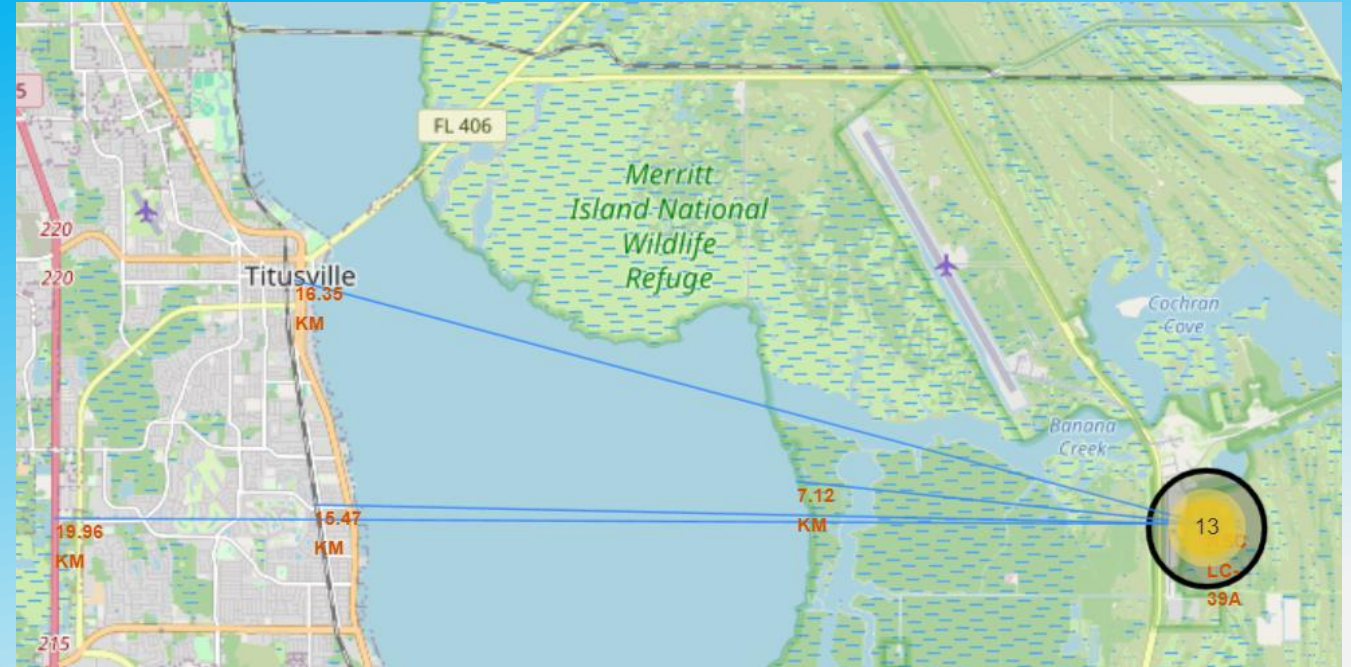 5
FL 406
Merritt
Island National
Wildlife
Refuge
220
220
Titusville
16.35
KM
Cochran
Cove
Banana
Creek
7.12
KM
15.47
KM
19.96
KM
13
LC-
39A
215